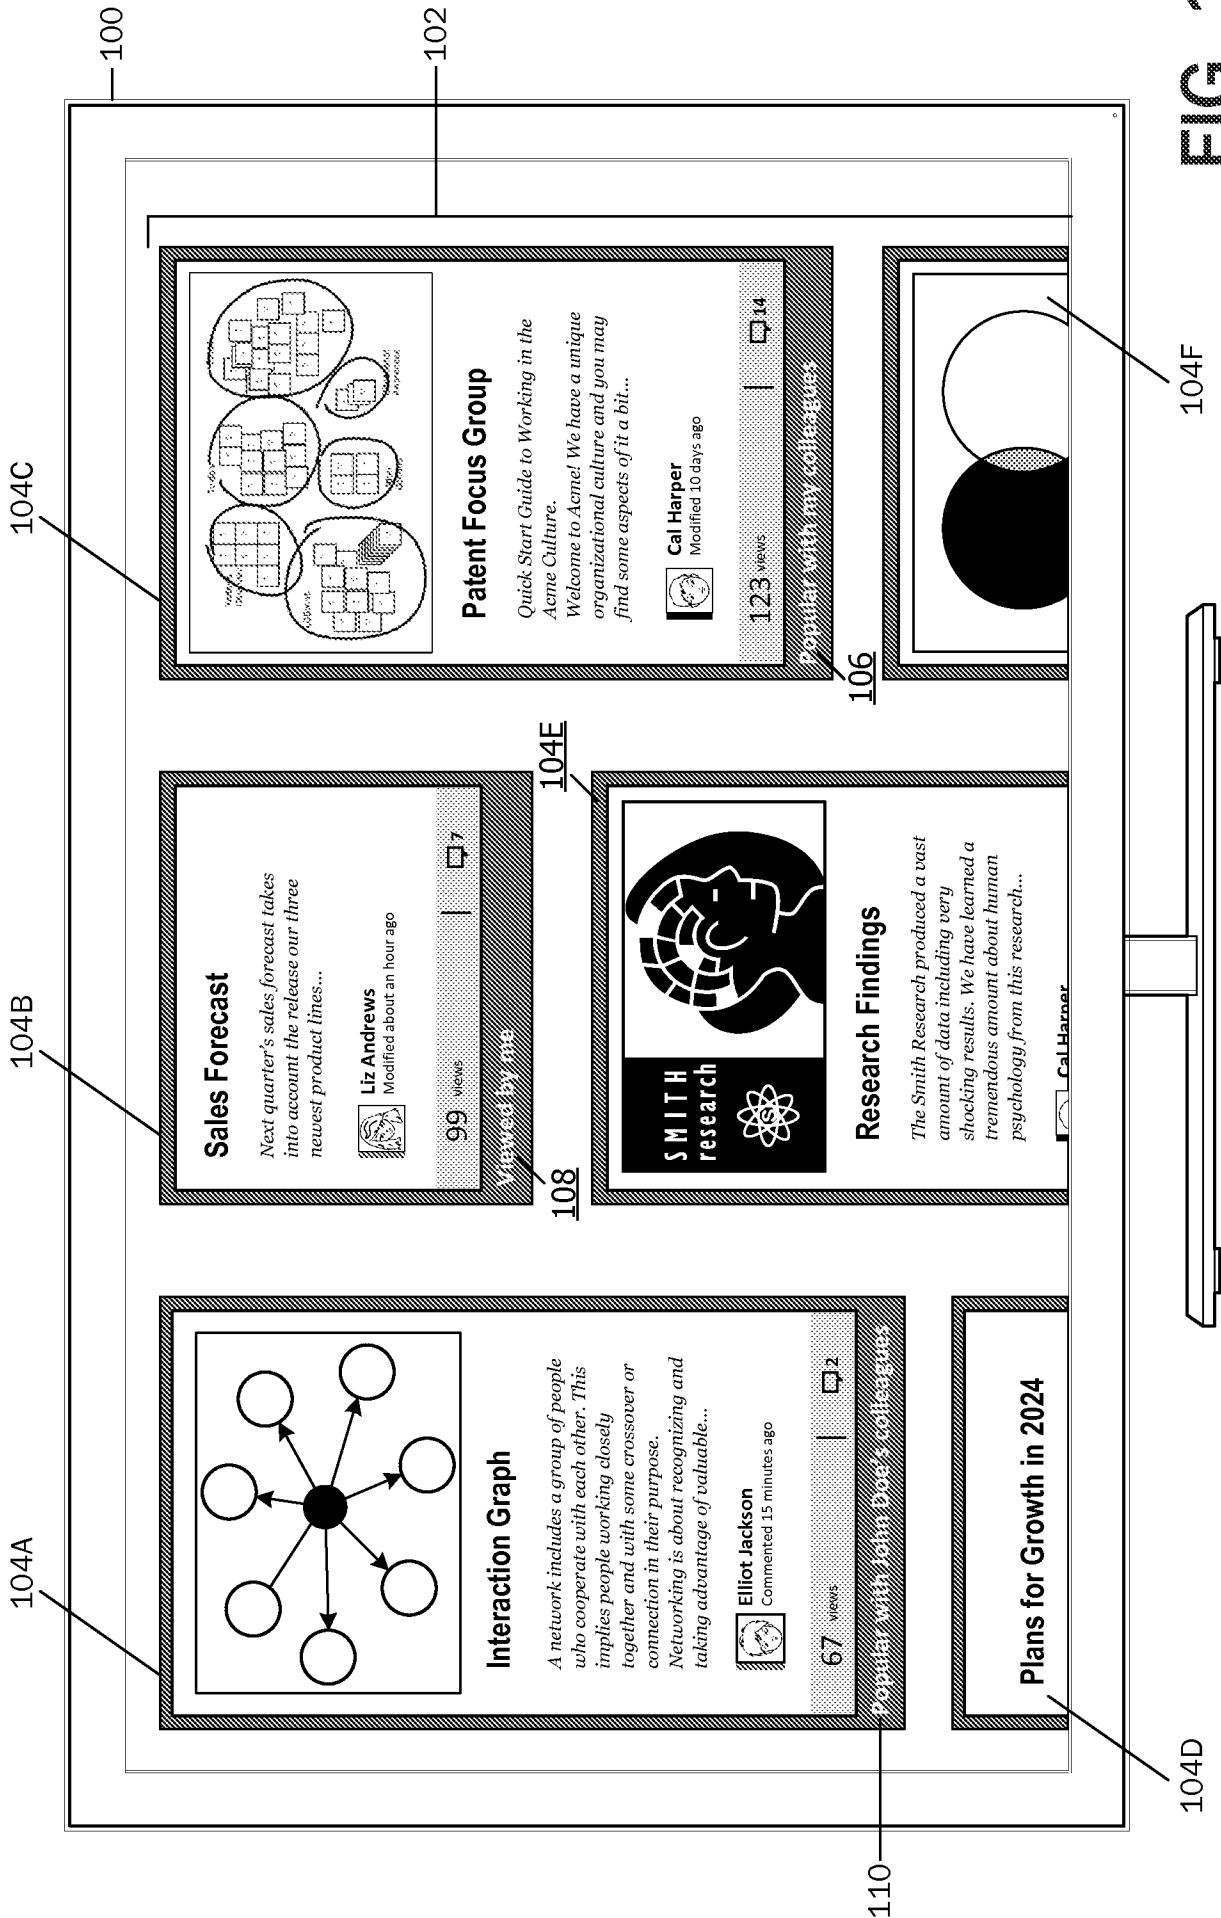 100
102
104A
104B
104C
Interaction Graph
A network includes a group of people
who cooperate with each other. This
implies people working closely
together and with some crossover or
connection in their purpose.
Networking is about recognizing and
taking advantage of valuable...
Elliot Jackson
Commented 15 minutes ago
67 views
2
Popular with John Doe's colleagues
110
Plans for Growth in 2024
104D
Sales Forecast
Next quarter's sales forecast takes
into account the release our three
newest product lines...
Liz Andrews
Modified about an hour ago
99 views
7
Viewed by me
108
104E
SMITH
research
Research Findings
The Smith Research produced a vast
amount of data including very
shocking results. We have learned a
tremendous amount about human
psychology from this research...
Cal Harper
Patent Focus Group
Quick Start Guide to Working in the
Acme Culture.
Welcome to Acme! We have a unique
organizational culture and you may
find some aspects of it a bit...
Cal Harper
Modified 10 days ago
123 views
14
Popular with my colleagues
106
104F
FIG